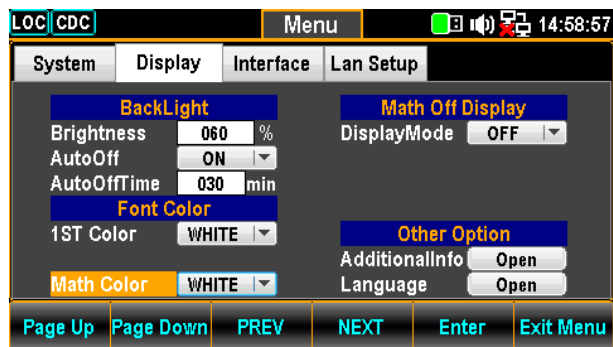 LOC CDC Menu 14:58:57
System Display Interface Lan Setup
BackLight Math Off Display
Brightness 060 % DisplayMode OFF
AutoOff ON
AutoOffTime 030 min
Font Color
1ST Color WHITE Other Option
AdditionalInfo Open
Math Color WHITE Language Open
Page Up Page Down PREV NEXT Enter Exit Menu